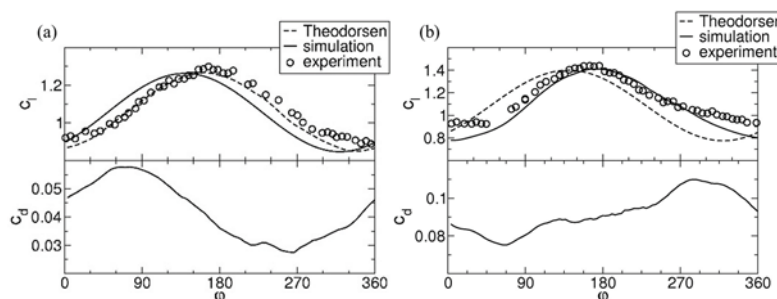 (a)
Theodorsen
simulation
experiment
1.2
1
c_l
0.05
0.04
0.03
c_d
0 90 180 270 360
φ
(b)
Theodorsen
simulation
experiment
1.4
1.2
1
0.8
c_l
0.1
0.08
c_d
0 90 180 270 360
φ